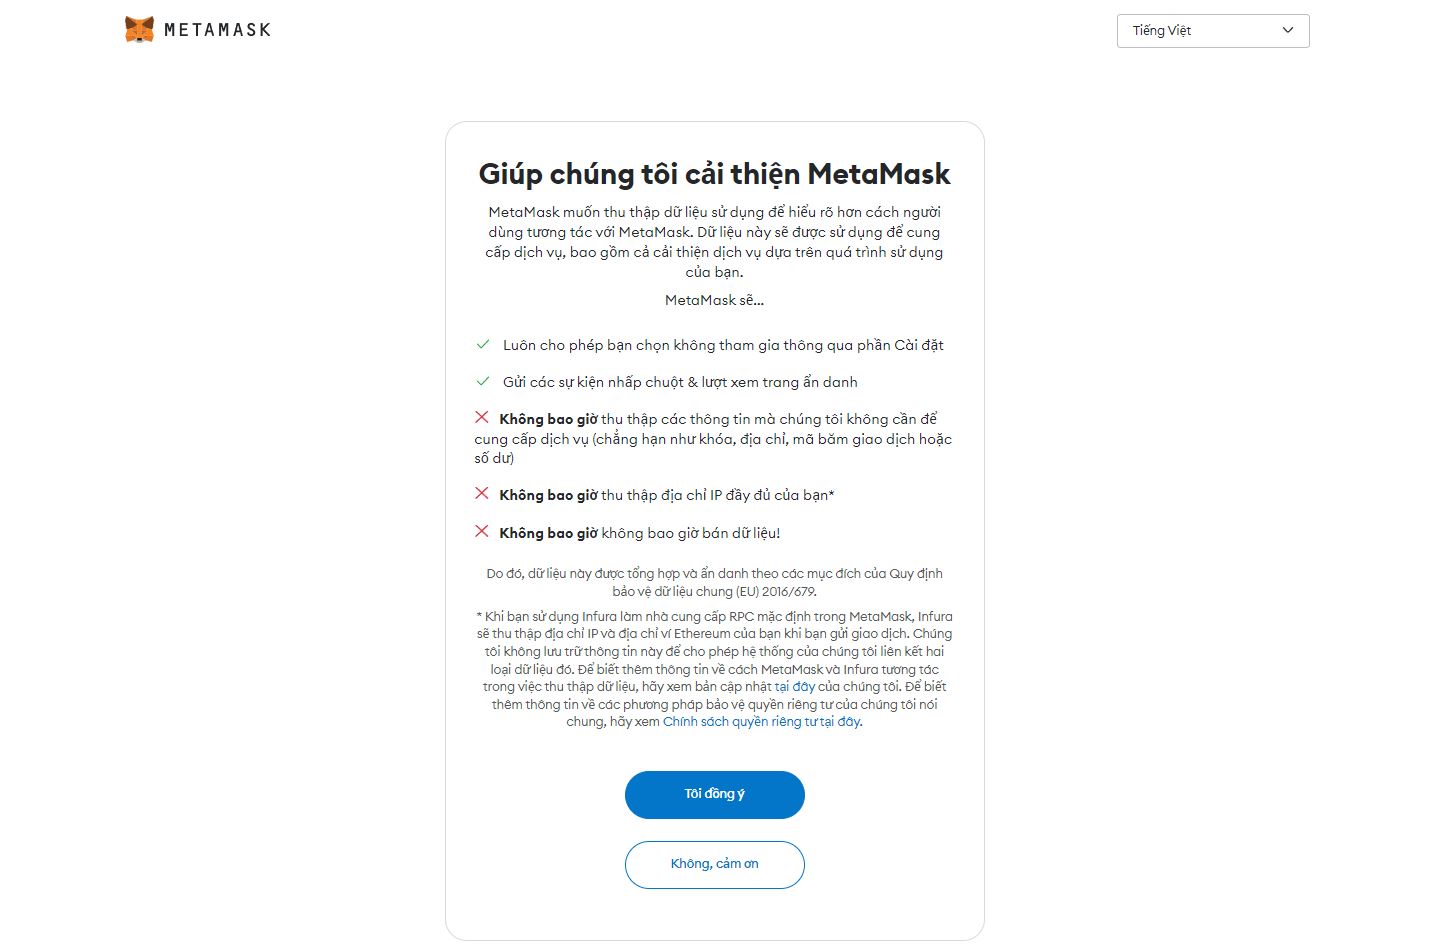 METAMASK
Tiếng Việt
Giúp chúng tôi cải thiện MetaMask
MetaMask muốn thu thập dữ liệu sử dụng để hiểu rõ hơn cách người
dùng tương tác với MetaMask. Dữ liệu này sẽ được sử dụng để cung
cấp dịch vụ, bao gồm cả cải thiện dịch vụ dựa trên quá trình sử dụng
của bạn.
MetaMask sẽ...
Luôn cho phép bạn chọn không tham gia thông qua phần Cài đặt
Gửi các sự kiện nhấp chuột & lượt xem trang ẩn danh
Không bao giờ thu thập các thông tin mà chúng tôi không cần để
cung cấp dịch vụ (chẳng hạn như khóa, địa chỉ, mã băm giao dịch hoặc
số dư)
Không bao giờ thu thập địa chỉ IP đầy đủ của bạn*
Không bao giờ không bao giờ bán dữ liệu!
Do đó, dữ liệu này được tổng hợp và ẩn danh theo các mục đích của Quy định
bảo vệ dữ liệu chung (EU) 2016/679.
* Khi bạn sử dụng Infura làm nhà cung cấp RPC mặc định trong MetaMask, Infura
sẽ thu thập địa chỉ IP và địa chỉ ví Ethereum của bạn khi bạn gửi giao dịch. Chúng
tôi không lưu trữ thông tin này để cho phép hệ thống của chúng tôi liên kết hai
loại dữ liệu đó. Để biết thêm thông tin về cách MetaMask và Infura tương tác
trong việc thu thập dữ liệu, hãy xem bản cập nhật tại đây của chúng tôi. Để biết
thêm thông tin về các phương pháp bảo vệ quyền riêng tư của chúng tôi nói
chung, hãy xem Chính sách quyền riêng tư tại đây.
Tôi đồng ý
Không, cảm ơn